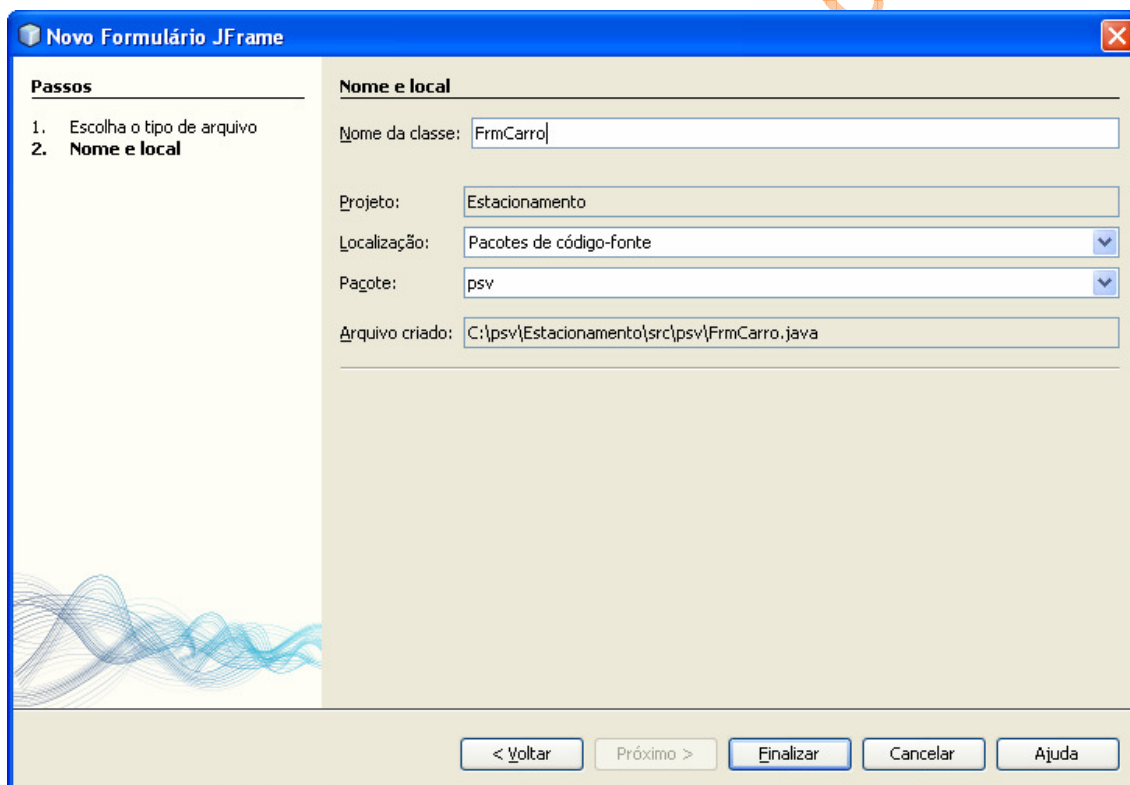 Novo Formulário JFrame
Passos
1. Escolha o tipo de arquivo
2. Nome e local
Nome e local
Nome da classe: FrmCarro
Projeto: Estacionamento
Localização: Pacotes de código-fonte
Pacote: psv
Arquivo criado: C:\psv\Estacionamento\src\psv\FrmCarro.java
< Voltar Próximo > Finalizar Cancelar Ajuda